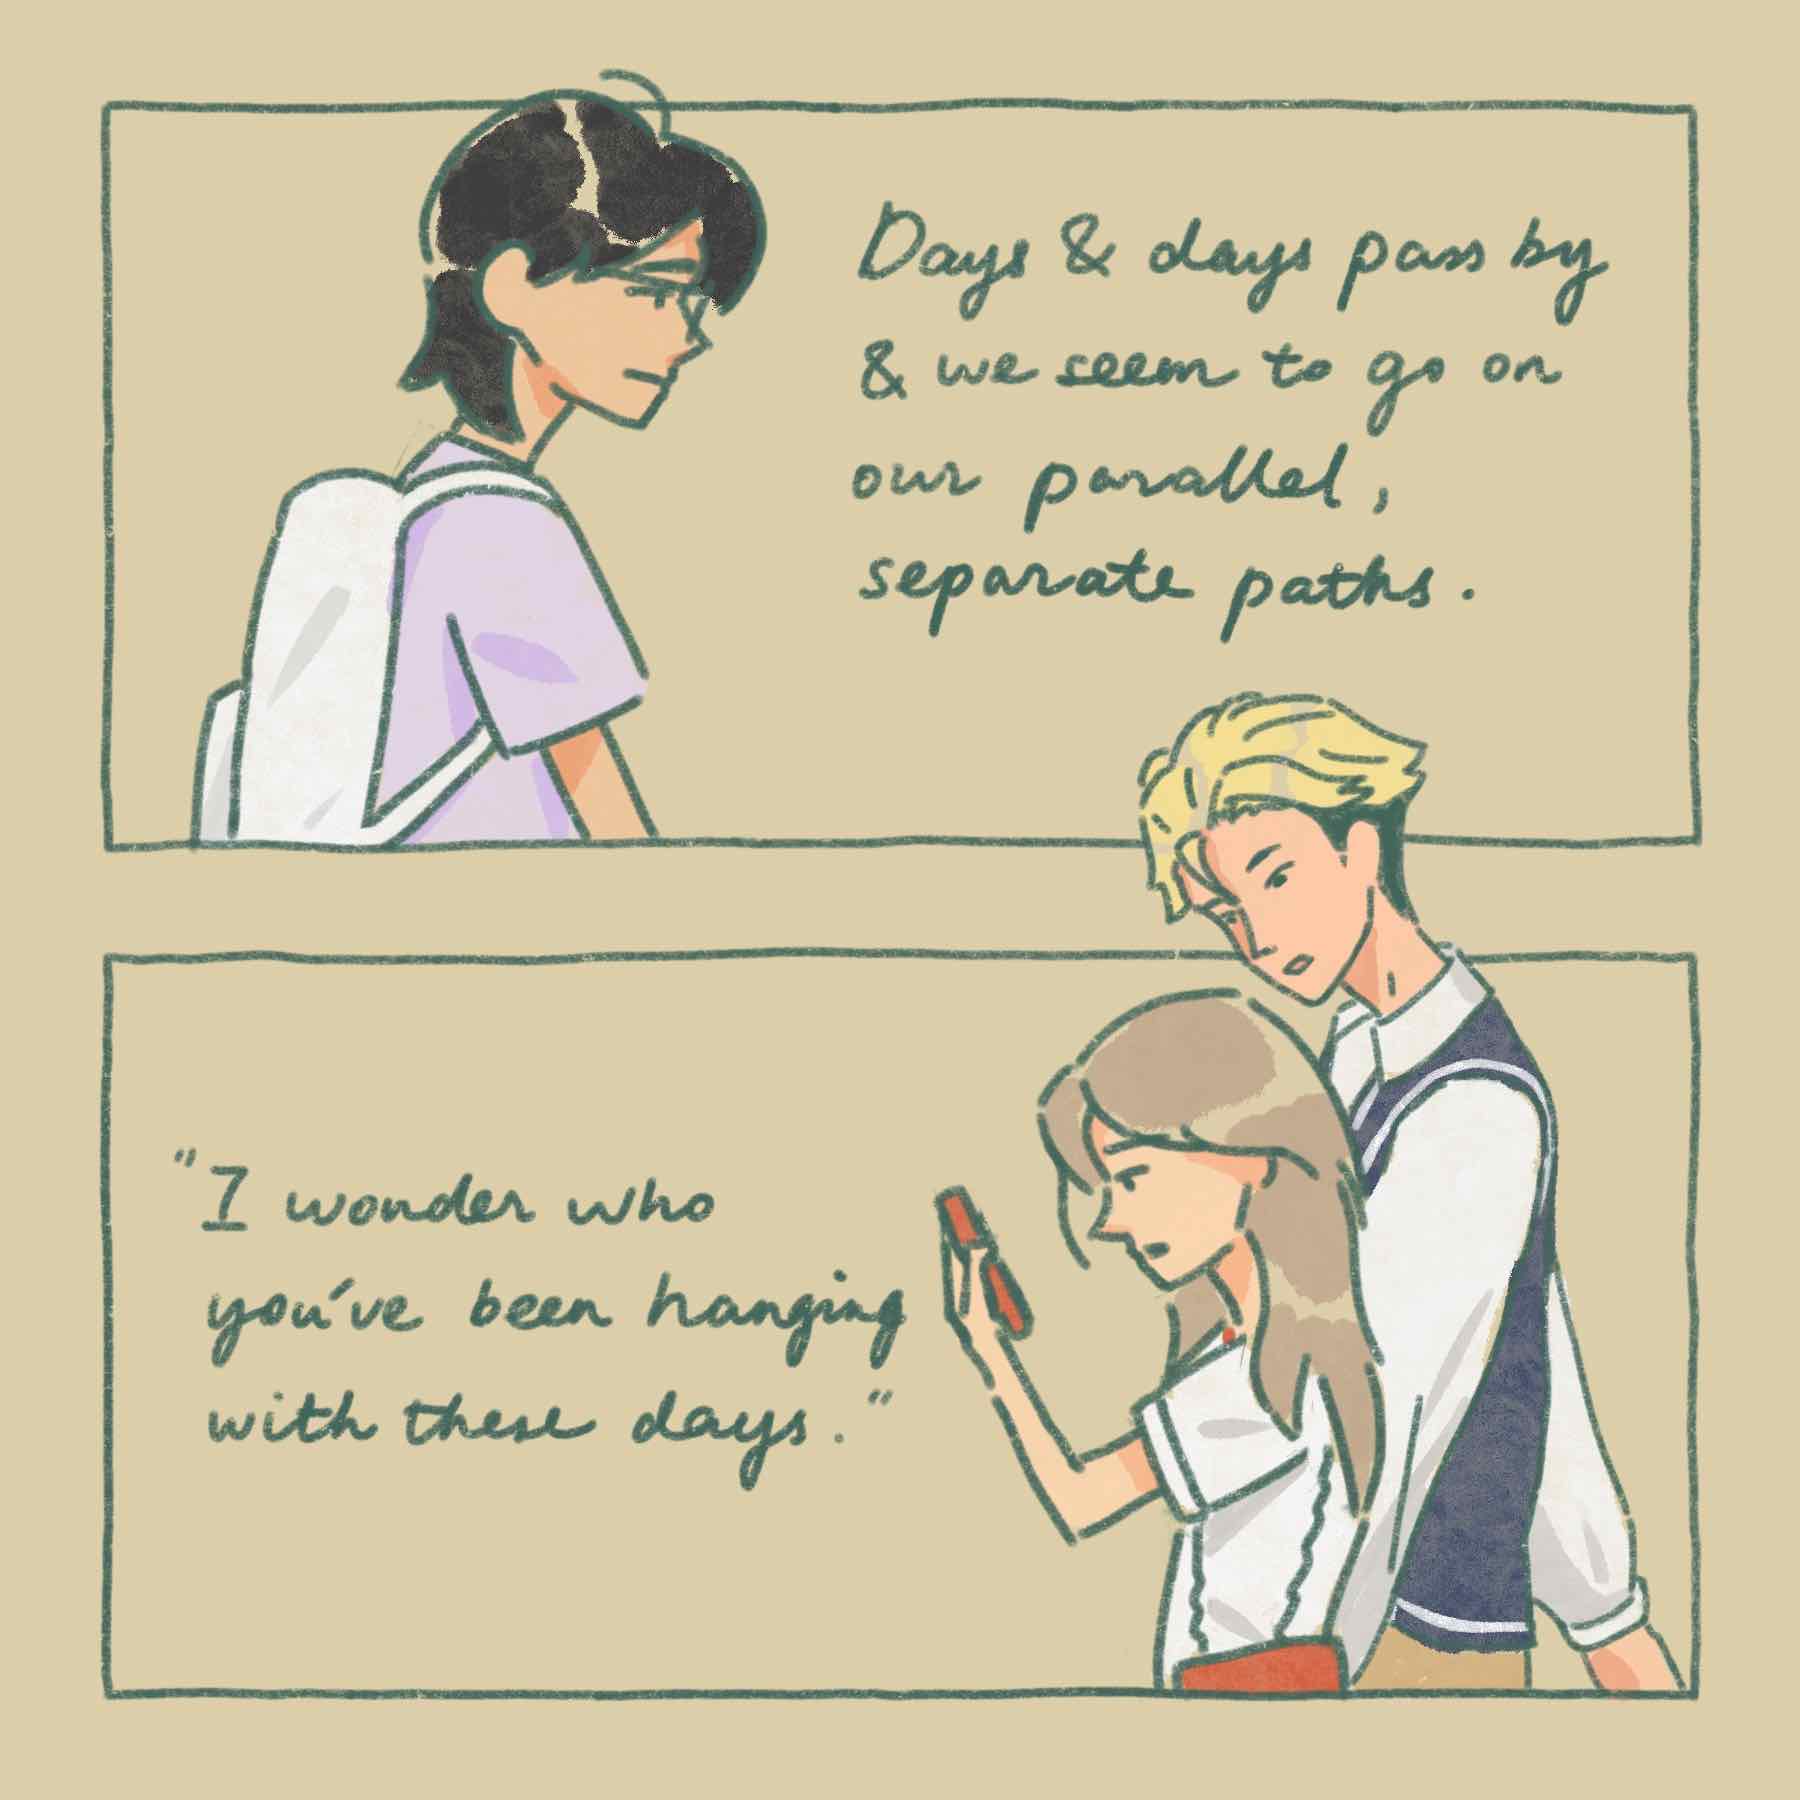 Days & days pass by
& we seem to go on
our parallel,
separate paths.
"I wonder who
you've been hanging
with these days."